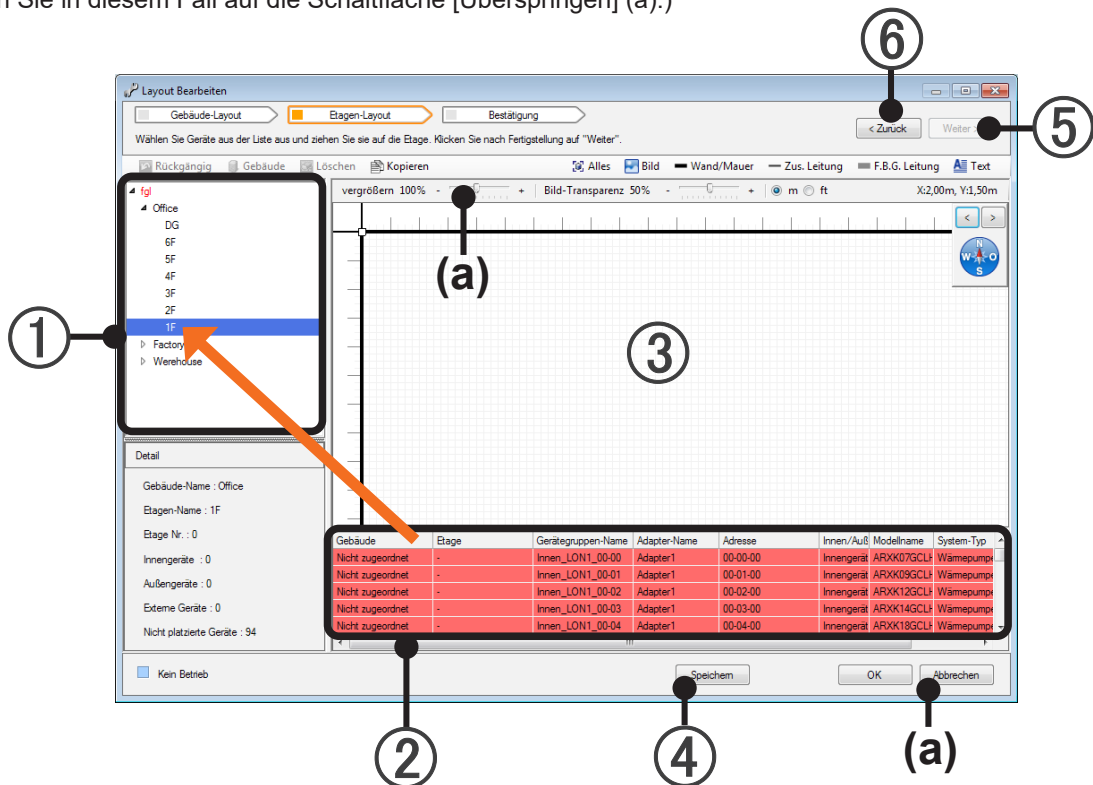 Sie in diesem Fall auf die Schaltfläche [Überspringen] (a).)
⑥
Layout Bearbeiten
Gebäude-Layout Etagen-Layout Bestätigung
< Zurück Weiter >
⑤
Wählen Sie Geräte aus der Liste aus und ziehen Sie sie auf die Etage. Klicken Sie nach Fertigstellung auf "Weiter".
Rückgängig Gebäude Löschen Kopieren Alles Bild Wand/Mauer Zus. Leitung F.B.G. Leitung Text
vergrößern 100% - + Bild-Transparenz 50% - + m ft X:2,00m, Y:1,50m
fgl
Office
DG
6F
5F
4F
3F
2F
1F
Factory
Werehouse
①
(a)
③
< >
N
W O
S
Detail
Gebäude-Name : Office
Etagen-Name : 1F
Etage Nr. : 0
Innengeräte : 0
Außengeräte : 0
Externe Geräte : 0
Nicht platzierte Geräte : 94
Gebäude Etage Gerätegruppen-Name Adapter-Name Adresse Innen/Auß Modellname System-Typ
Nicht zugeordnet - Innen_LON1_00-00 Adapter1 00-00-00 Innengerät ARXK07GCLH Wärmepumpe
Nicht zugeordnet - Innen_LON1_00-01 Adapter1 00-01-00 Innengerät ARXK09GCLH Wärmepumpe
Nicht zugeordnet - Innen_LON1_00-02 Adapter1 00-02-00 Innengerät ARXK12GCLH Wärmepumpe
Nicht zugeordnet - Innen_LON1_00-03 Adapter1 00-03-00 Innengerät ARXK14GCLH Wärmepumpe
Nicht zugeordnet - Innen_LON1_00-04 Adapter1 00-04-00 Innengerät ARXK18GCLH Wärmepumpe
Kein Betrieb Speichern OK Abbrechen
② ④ (a)